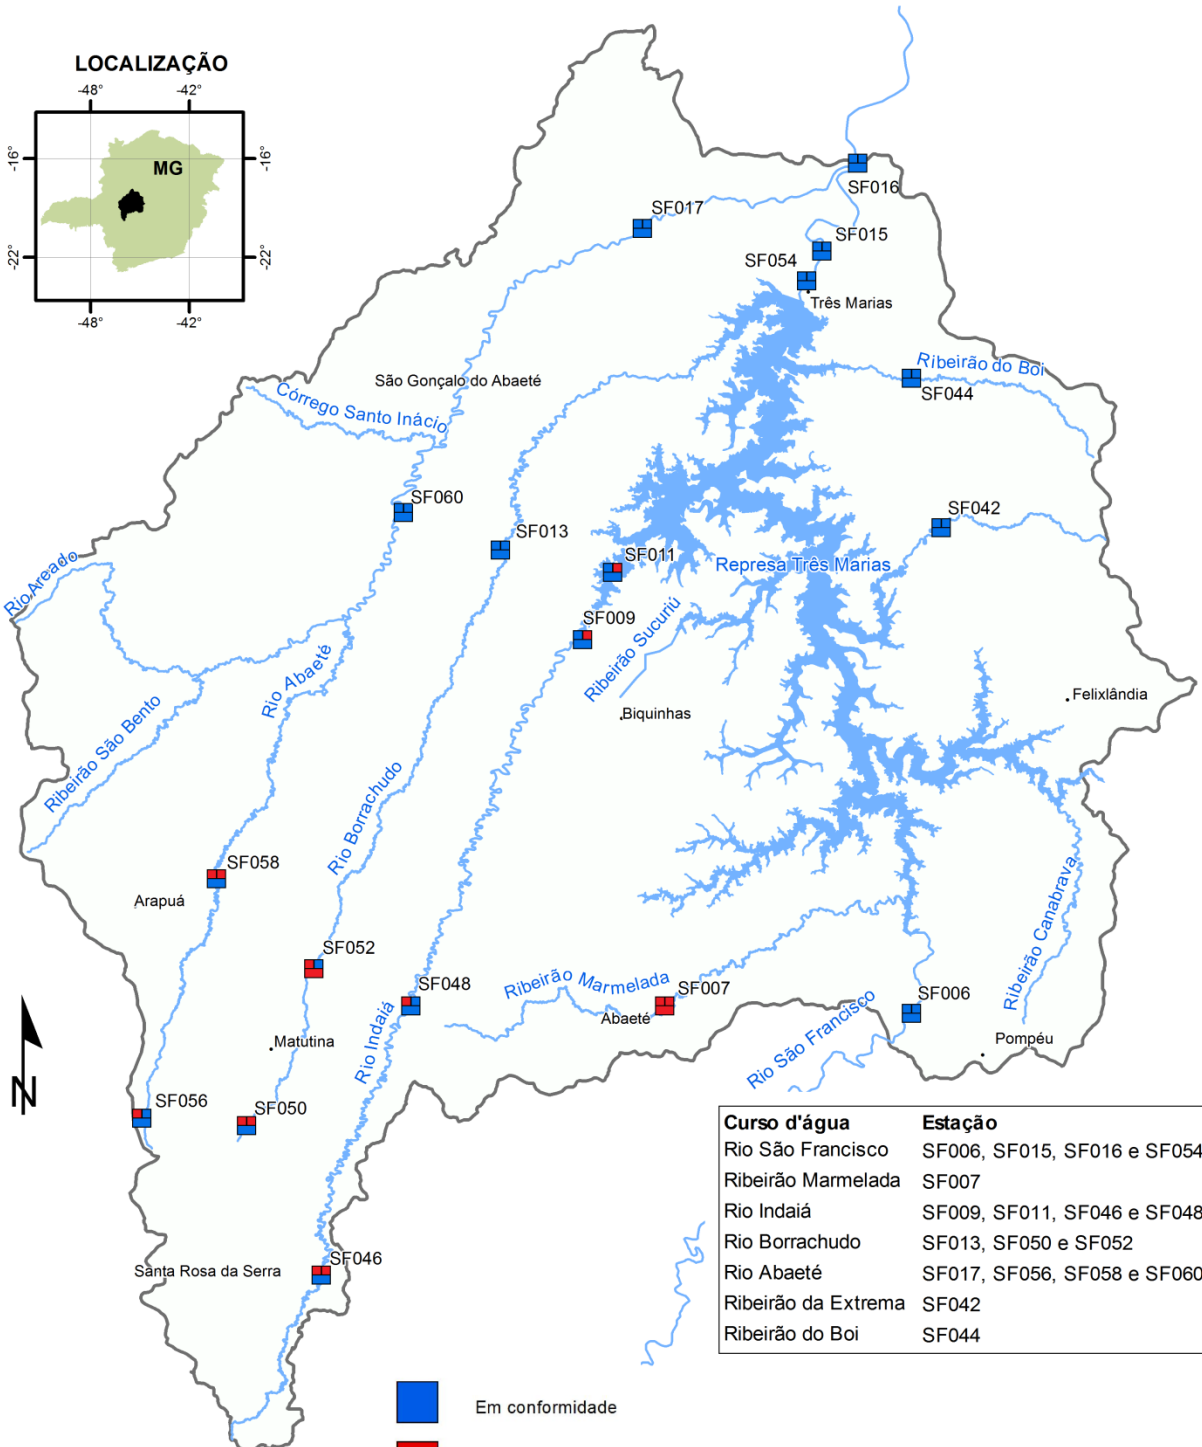 LOCALIZAÇÃO
-48° -42°
-16° -16°
MG
-22° -22°
-48° -42°
SF016
SF017
SF015
SF054
Três Marias
Ribeirão do Boi
São Gonçalo do Abaeté
SF044
Córrego Santo Inácio
SF060
SF042
SF013
SF011
Represa Três Marias
Rio Areado
SF009
Ribeirão Sucuriú
Rio Abaeté
Felixlândia
Biquinhas
Ribeirão São Bento
Rio Borrachudo
SF058
Arapuá
Ribeirão Canabrava
SF052
Ribeirão Marmelada
SF048
SF007
SF006
Abaeté
Rio São Francisco
Matutina
Rio Indaiá
Pompéu
N
SF056
SF050
Curso d'água Estação
Rio São Francisco SF006, SF015, SF016 e SF054
Ribeirão Marmelada SF007
Rio Indaiá SF009, SF011, SF046 e SF048
Rio Borrachudo SF013, SF050 e SF052
Rio Abaeté SF017, SF056, SF058 e SF060
Ribeirão da Extrema SF042
Ribeirão do Boi SF044
SF046
Santa Rosa da Serra
Em conformidade